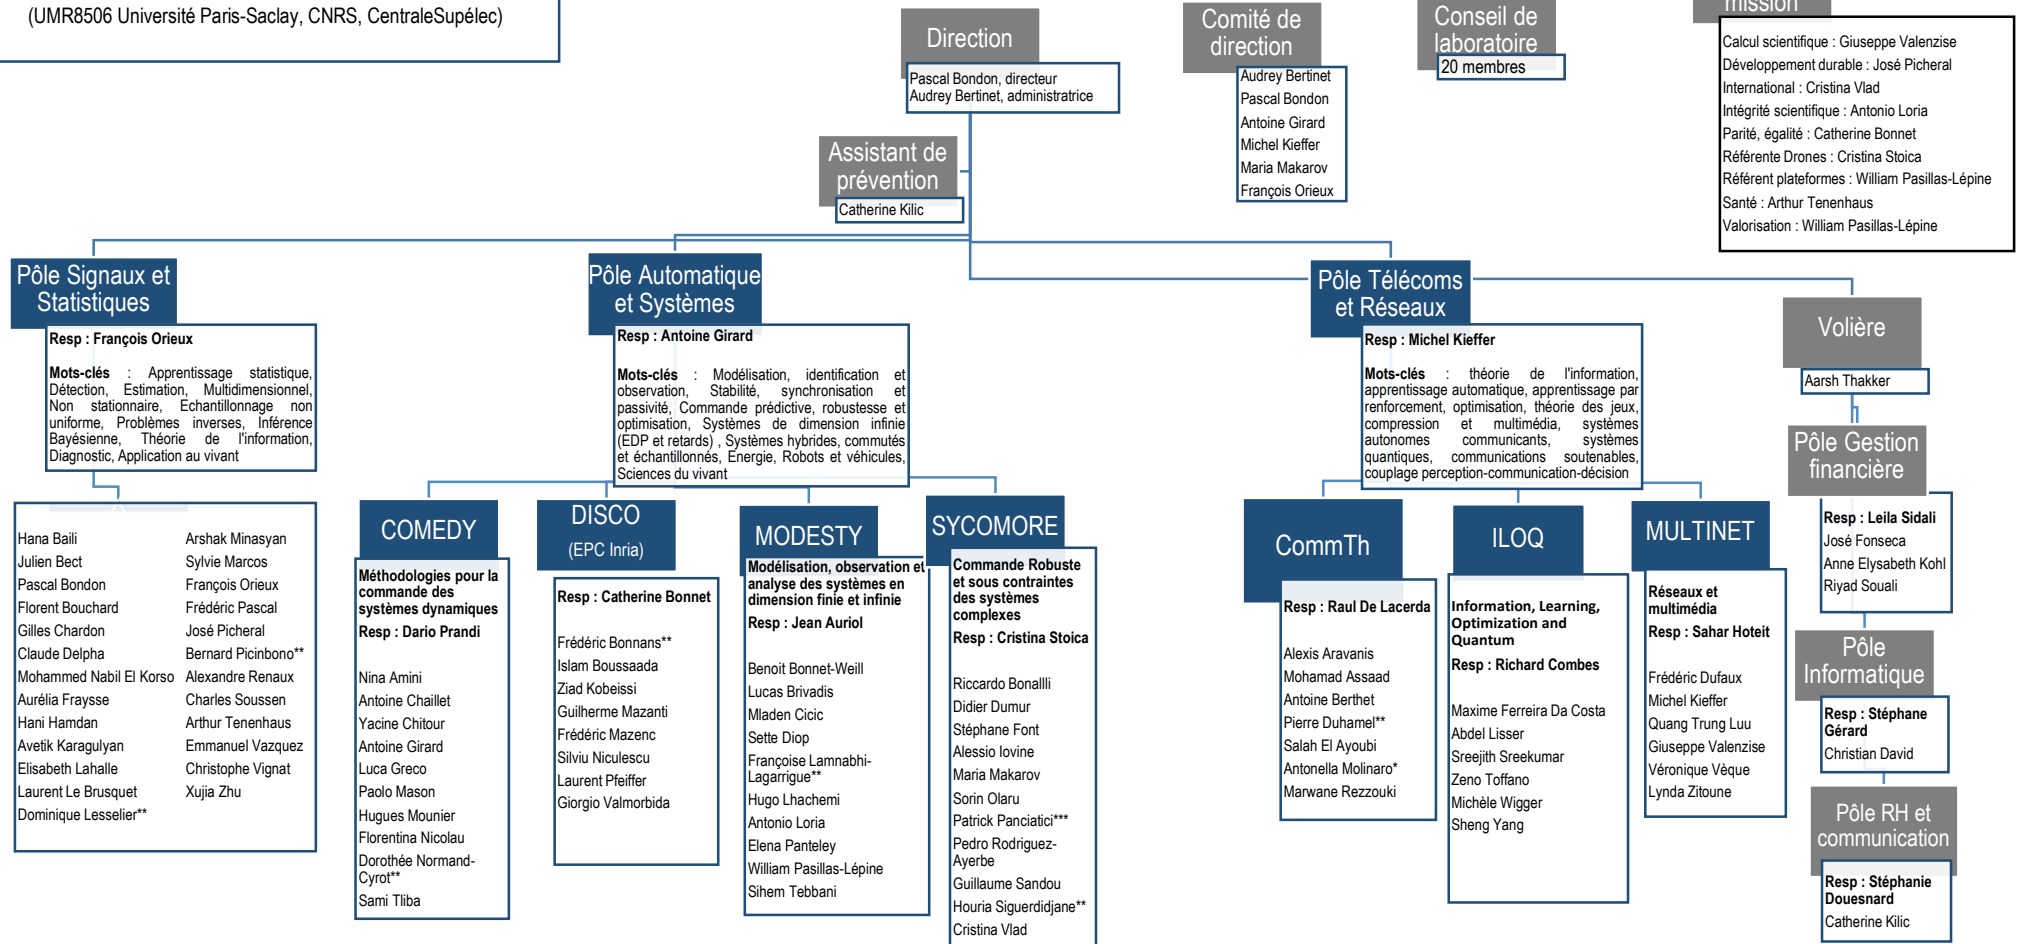 (UMR8506 Université Paris-Saclay, CNRS, CentraleSupélec)
Direction
Pascal Bondon, directeur
Audrey Bertinet, administratrice
Comité de
direction
Audrey Bertinet
Pascal Bondon
Antoine Girard
Michel Kieffer
Maria Makarov
François Orieux
Conseil de
laboratoire
20 membres
mission
Calcul scientifique : Giuseppe Valenzise
Développement durable : José Picheral
International : Cristina Vlad
Intégrité scientifique : Antonio Loria
Parité, égalité : Catherine Bonnet
Référente Drones : Cristina Stoica
Référent plateformes : William Pasillas-Lépine
Santé : Arthur Tenenhaus
Valorisation : William Pasillas-Lépine
Assistant de
prévention
Catherine Kilic
Pôle Signaux et
Statistiques
Resp : François Orieux
Mots-clés : Apprentissage statistique,
Détection, Estimation, Multidimensionnel,
Non stationnaire, Echantillonnage non
uniforme, Problèmes inverses, Inférence
Bayésienne, Théorie de l'information,
Diagnostic, Application au vivant
Hana Baili
Julien Bect
Pascal Bondon
Florent Bouchard
Gilles Chardon
Claude Delpha
Mohammed Nabil El Korso
Aurélia Fraysse
Hani Hamdan
Avetik Karagulyan
Elisabeth Lahalle
Laurent Le Brusquet
Dominique Lesselier**
Arshak Minasyan
Sylvie Marcos
François Orieux
Frédéric Pascal
José Picheral
Bernard Picinbono**
Alexandre Renaux
Charles Soussen
Arthur Tenenhaus
Emmanuel Vazquez
Christophe Vignat
Xujia Zhu
Pôle Automatique
et Systèmes
Resp : Antoine Girard
Mots-clés : Modélisation, identification et
observation, Stabilité, synchronisation et
passivité, Commande prédictive, robustesse et
optimisation, Systèmes de dimension infinie
(EDP et retards) , Systèmes hybrides, commutés
et échantillonnés, Energie, Robots et véhicules,
Sciences du vivant
COMEDY
Méthodologies pour la
commande des
systèmes dynamiques
Resp : Dario Prandi
Nina Amini
Antoine Chaillet
Yacine Chitour
Antoine Girard
Luca Greco
Paolo Mason
Hugues Mounier
Florentina Nicolau
Dorothée Normand-
Cyrot**
Sami Tliba
DISCO
(EPC Inria)
Resp : Catherine Bonnet
Frédéric Bonnans**
Islam Boussaada
Ziad Kobeissi
Guilherme Mazanti
Frédéric Mazenc
Silviu Niculescu
Laurent Pfeiffer
Giorgio Valmorbida
MODESTY
Modélisation, observation et
analyse des systèmes en
dimension finie et infinie
Resp : Jean Auriol
Benoit Bonnet-Weill
Lucas Brivadis
Mladen Cicic
Sette Diop
Françoise Lamnabhi-
Lagarrigue**
Hugo Lhachemi
Antonio Loria
Elena Panteley
William Pasillas-Lépine
Sihem Tebbani
SYCOMORE
Commande Robuste
et sous contraintes
des systèmes
complexes
Resp : Cristina Stoica
Riccardo Bonallli
Didier Dumur
Stéphane Font
Alessio Iovine
Maria Makarov
Sorin Olaru
Patrick Panciatici***
Pedro Rodriguez-
Ayerbe
Guillaume Sandou
Houria Siguerdidjane**
Cristina Vlad
Pôle Télécoms
et Réseaux
Resp : Michel Kieffer
Mots-clés : théorie de l'information,
apprentissage automatique, apprentissage par
renforcement, optimisation, théorie des jeux,
compression et multimédia, systèmes
autonomes communicants, systèmes
quantiques, communications soutenables,
couplage perception-communication-décision
CommTh
Resp : Raul De Lacerda
Alexis Aravanis
Mohamad Assaad
Antoine Berthet
Pierre Duhamel**
Salah El Ayoubi
Antonella Molinaro*
Marwane Rezzouki
ILOQ
Information, Learning,
Optimization and
Quantum
Resp : Richard Combes
Maxime Ferreira Da Costa
Abdel Lisser
Sreejith Sreekumar
Zeno Toffano
Michèle Wigger
Sheng Yang
MULTINET
Réseaux et
multimédia
Resp : Sahar Hoteit
Frédéric Dufaux
Michel Kieffer
Quang Trung Luu
Giuseppe Valenzise
Véronique Vèque
Lynda Zitoune
Volière
Aarsh Thakker
Pôle Gestion
financière
Resp : Leila Sidali
José Fonseca
Anne Elysabeth Kohl
Riyad Souali
Pôle
Informatique
Resp : Stéphane
Gérard
Christian David
Pôle RH et
communication
Resp : Stéphanie
Douesnard
Catherine Kilic